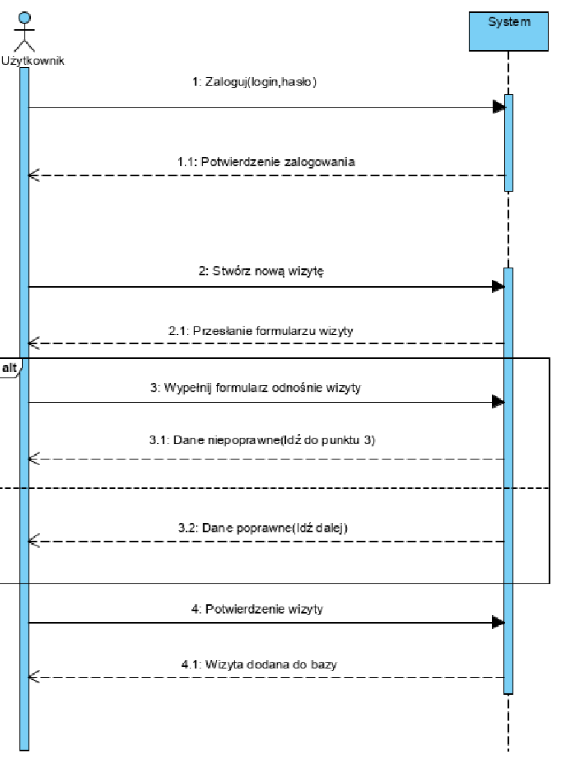 System
Użytkownik
1: Zaloguj(login,hasło)
1.1: Potwierdzenie zalogowania
2: Stwórz nową wizytę
2.1: Przesłanie formularzu wizyty
alt
3: Wypełnij formularz odnośnie wizyty
3.1: Dane niepoprawne(Idź do punktu 3)
3.2: Dane poprawne(Idź dalej)
4: Potwierdzenie wizyty
4.1: Wizyta dodana do bazy